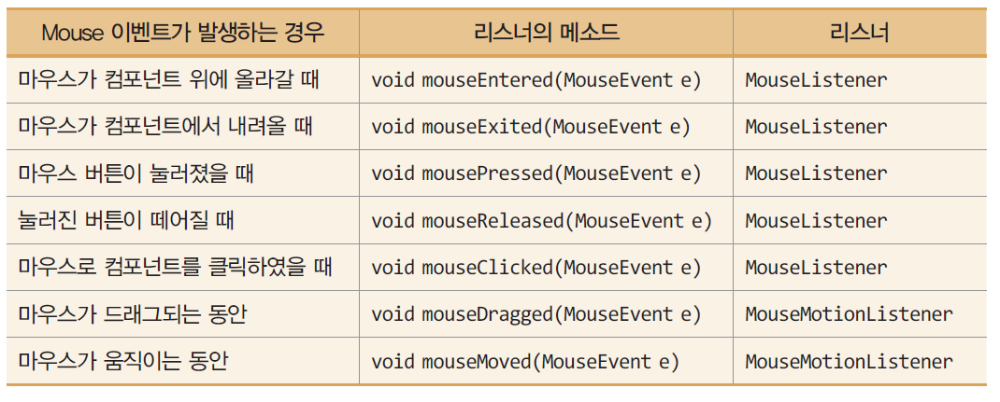 Mouse 이벤트가 발생하는 경우 리스너의 메소드 리스너
마우스가 컴포넌트 위에 올라갈 때 void mouseEntered(MouseEvent e) MouseListener
마우스가 컴포넌트에서 내려올 때 void mouseExited(MouseEvent e) MouseListener
마우스 버튼이 눌러졌을 때 void mousePressed(MouseEvent e) MouseListener
눌러진 버튼이 떼어질 때 void mouseReleased(MouseEvent e) MouseListener
마우스로 컴포넌트를 클릭하였을 때 void mouseClicked(MouseEvent e) MouseListener
마우스가 드래그되는 동안 void mouseDragged(MouseEvent e) MouseMotionListener
마우스가 움직이는 동안 void mouseMoved(MouseEvent e) MouseMotionListener